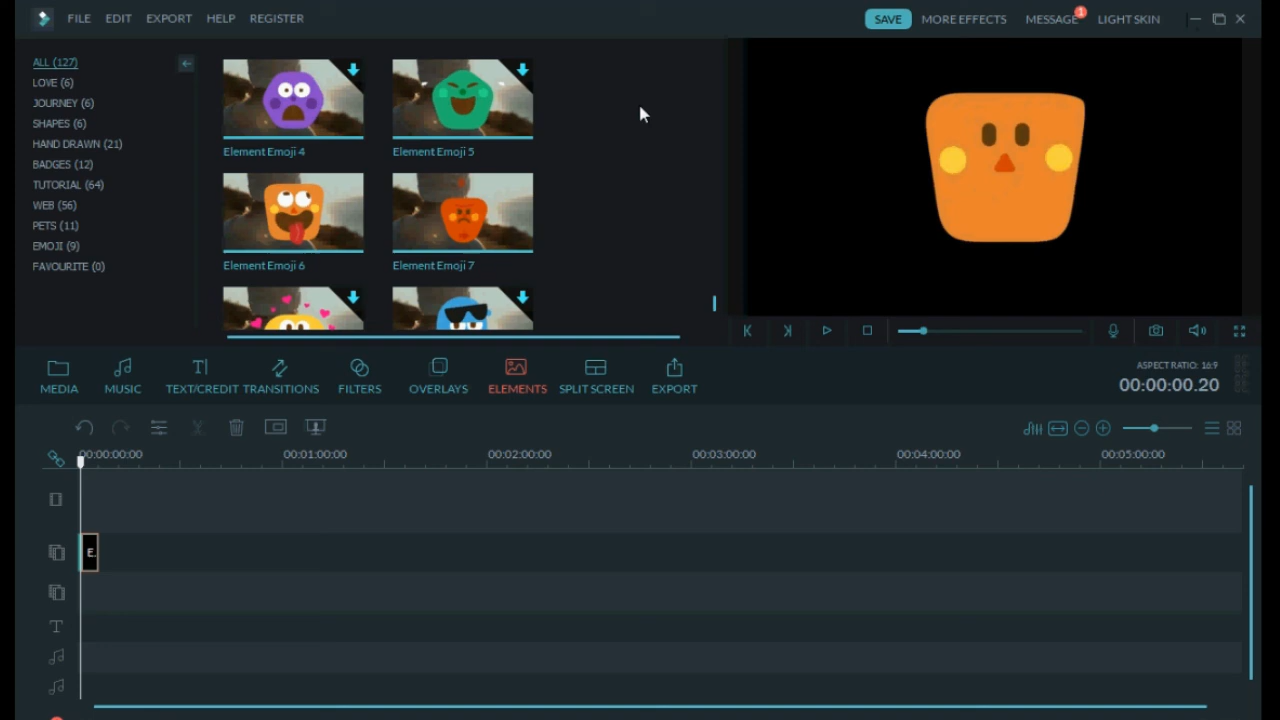 FILE EDIT EXPORT HELP REGISTER SAVE MORE EFFECTS MESSAGE 1 LIGHT SKIN
ALL (127)
LOVE (6)
JOURNEY (6)
SHAPES (6)
HAND DRAWN (21)
BADGES (12)
TUTORIAL (64)
WEB (56)
PETS (11)
EMOJI (9)
FAVOURITE (0)
Element Emoji 4 Element Emoji 5
Element Emoji 6 Element Emoji 7
MEDIA MUSIC TEXT/CREDIT TRANSITIONS FILTERS OVERLAYS ELEMENTS SPLIT SCREEN EXPORT
ASPECT RATIO: 16:9
00:00:00.20
00:00:00:00 00:01:00:00 00:02:00:00 00:03:00:00 00:04:00:00 00:05:00:00
E.